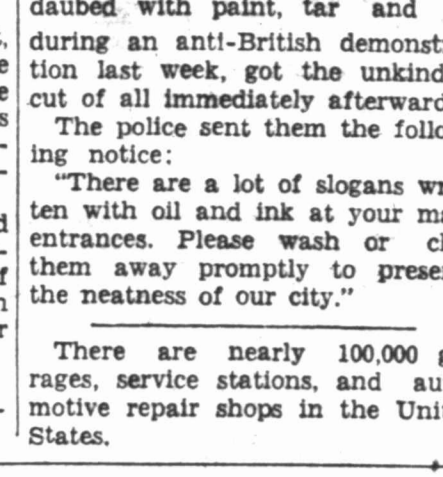 daubed with paint, tar and
during an anti-British demonst
tion last week, got the unkind
cut of all immediately afterward
The police sent them the follo
ing notice:
"There are a lot of slogans wr
ten with oil and ink at your ma
entrances. Please wash or cl
them away promptly to prese
the neatness of our city."
There are nearly 100,000 g
rages, service stations, and au
motive repair shops in the Unit
States.